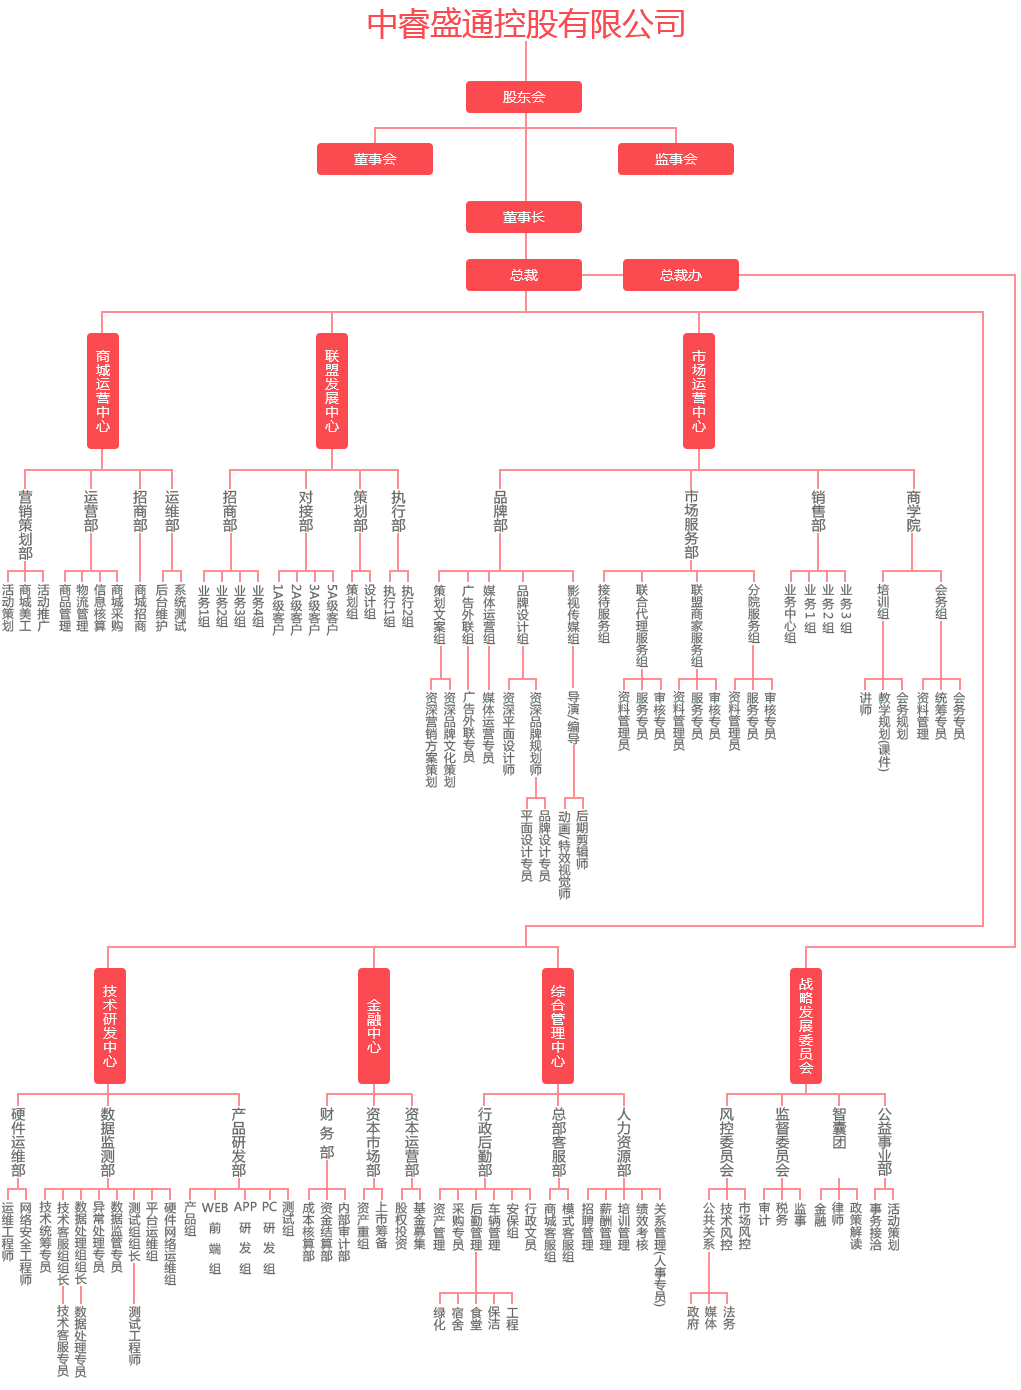 中睿盛通控股有限公司
股东会
董事会
监事会
董事长
总裁
总裁办
商城运营中心
联盟发展中心
市场运营中心
营销策划部
运营部
招商部
运维部
招商部
对接部
策划部
执行部
品牌部
市场服务部
销售部
商学院
活动策划
商城美工
活动推广
商品管理
物流管理
信息核算
商城采购
商城招商
后台维护
系统测试
业务1组
业务2组
业务3组
业务4组
1A级客户
2A级客户
3A级客户
5A级客户
策划组
设计组
执行1组
执行2组
策划文案组
广告外联组
媒体运营组
品牌设计组
影视传媒组
接待服务组
联合代理服务组
联盟商家服务组
分院服务组
业务中心组
业务1组
业务2组
业务3组
培训组
会务组
资深营销方案策划
资深品牌文化策划
广告外联专员
媒体运营专员
资深平面设计师
资深品牌规划师
导演/编导
资料管理员
服务专员
审核专员
资料管理员
服务专员
审核专员
资料管理员
服务专员
审核专员
讲师
教学规划(课件)
会务规划
资料管理
统筹专员
会务专员
平面设计专员
品牌设计专员
动画/特效视觉师
后期剪辑师
技术研发中心
金融中心
综合管理中心
战略发展委员会
硬件运维部
数据监测部
产品研发部
财务部
资本市场部
资本运营部
行政后勤部
总部客服部
人力资源部
风控委员会
监督委员会
智囊团
公益事业部
运维工程师
网络安全工程师
技术统筹专员
技术客服组组长
数据处理组组长
异常处理专员
数据监管专员
测试组组长
平台运维组
硬件网络运维组
产品组
WEB前端组
APP研发组
PC研发组
测试组
成本核算部
资金结算部
内部审计部
资产重组
上市筹备
股权投资
基金募集
资产管理
采购专员
后勤管理
车辆管理
安保组
行政文员
商城客服组
模式客服组
招聘管理
薪酬管理
培训管理
绩效考核
关系管理(人事专员)
公共关系
技术风控
市场风控
审计
税务
监事
金融
律师
政策解读
事务接洽
活动策划
技术客服专员
数据处理专员
测试工程师
绿化
宿舍
食堂
保洁
工程
政府
媒体
法务